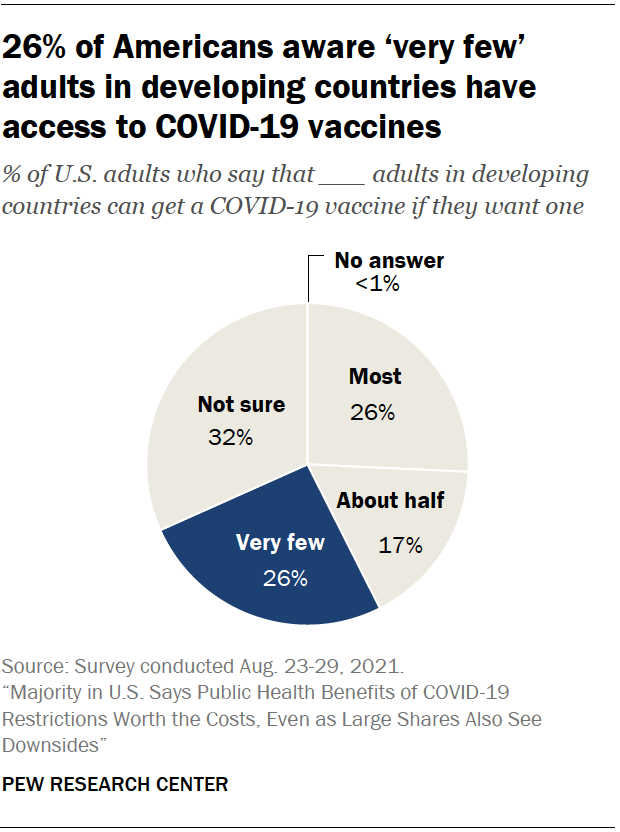 26% of Americans aware ‘very few’
adults in developing countries have
access to COVID-19 vaccines
% of U.S. adults who say that ____ adults in developing
countries can get a COVID-19 vaccine if they want one
No answer
<1%
Most
26%
Not sure
32%
About half
17%
Very few
26%
Source: Survey conducted Aug. 23-29, 2021.
“Majority in U.S. Says Public Health Benefits of COVID-19
Restrictions Worth the Costs, Even as Large Shares Also See
Downsides”
PEW RESEARCH CENTER